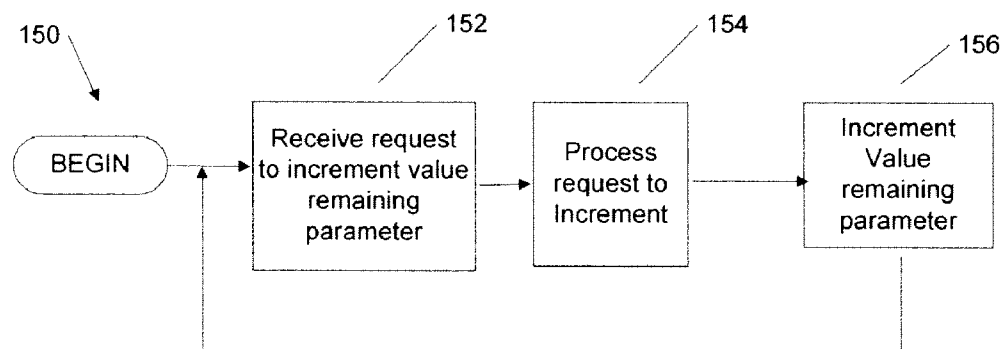 150
152
154
156
BEGIN
Receive request
to increment value
remaining
parameter
Process
request to
Increment
Increment
Value
remaining
parameter